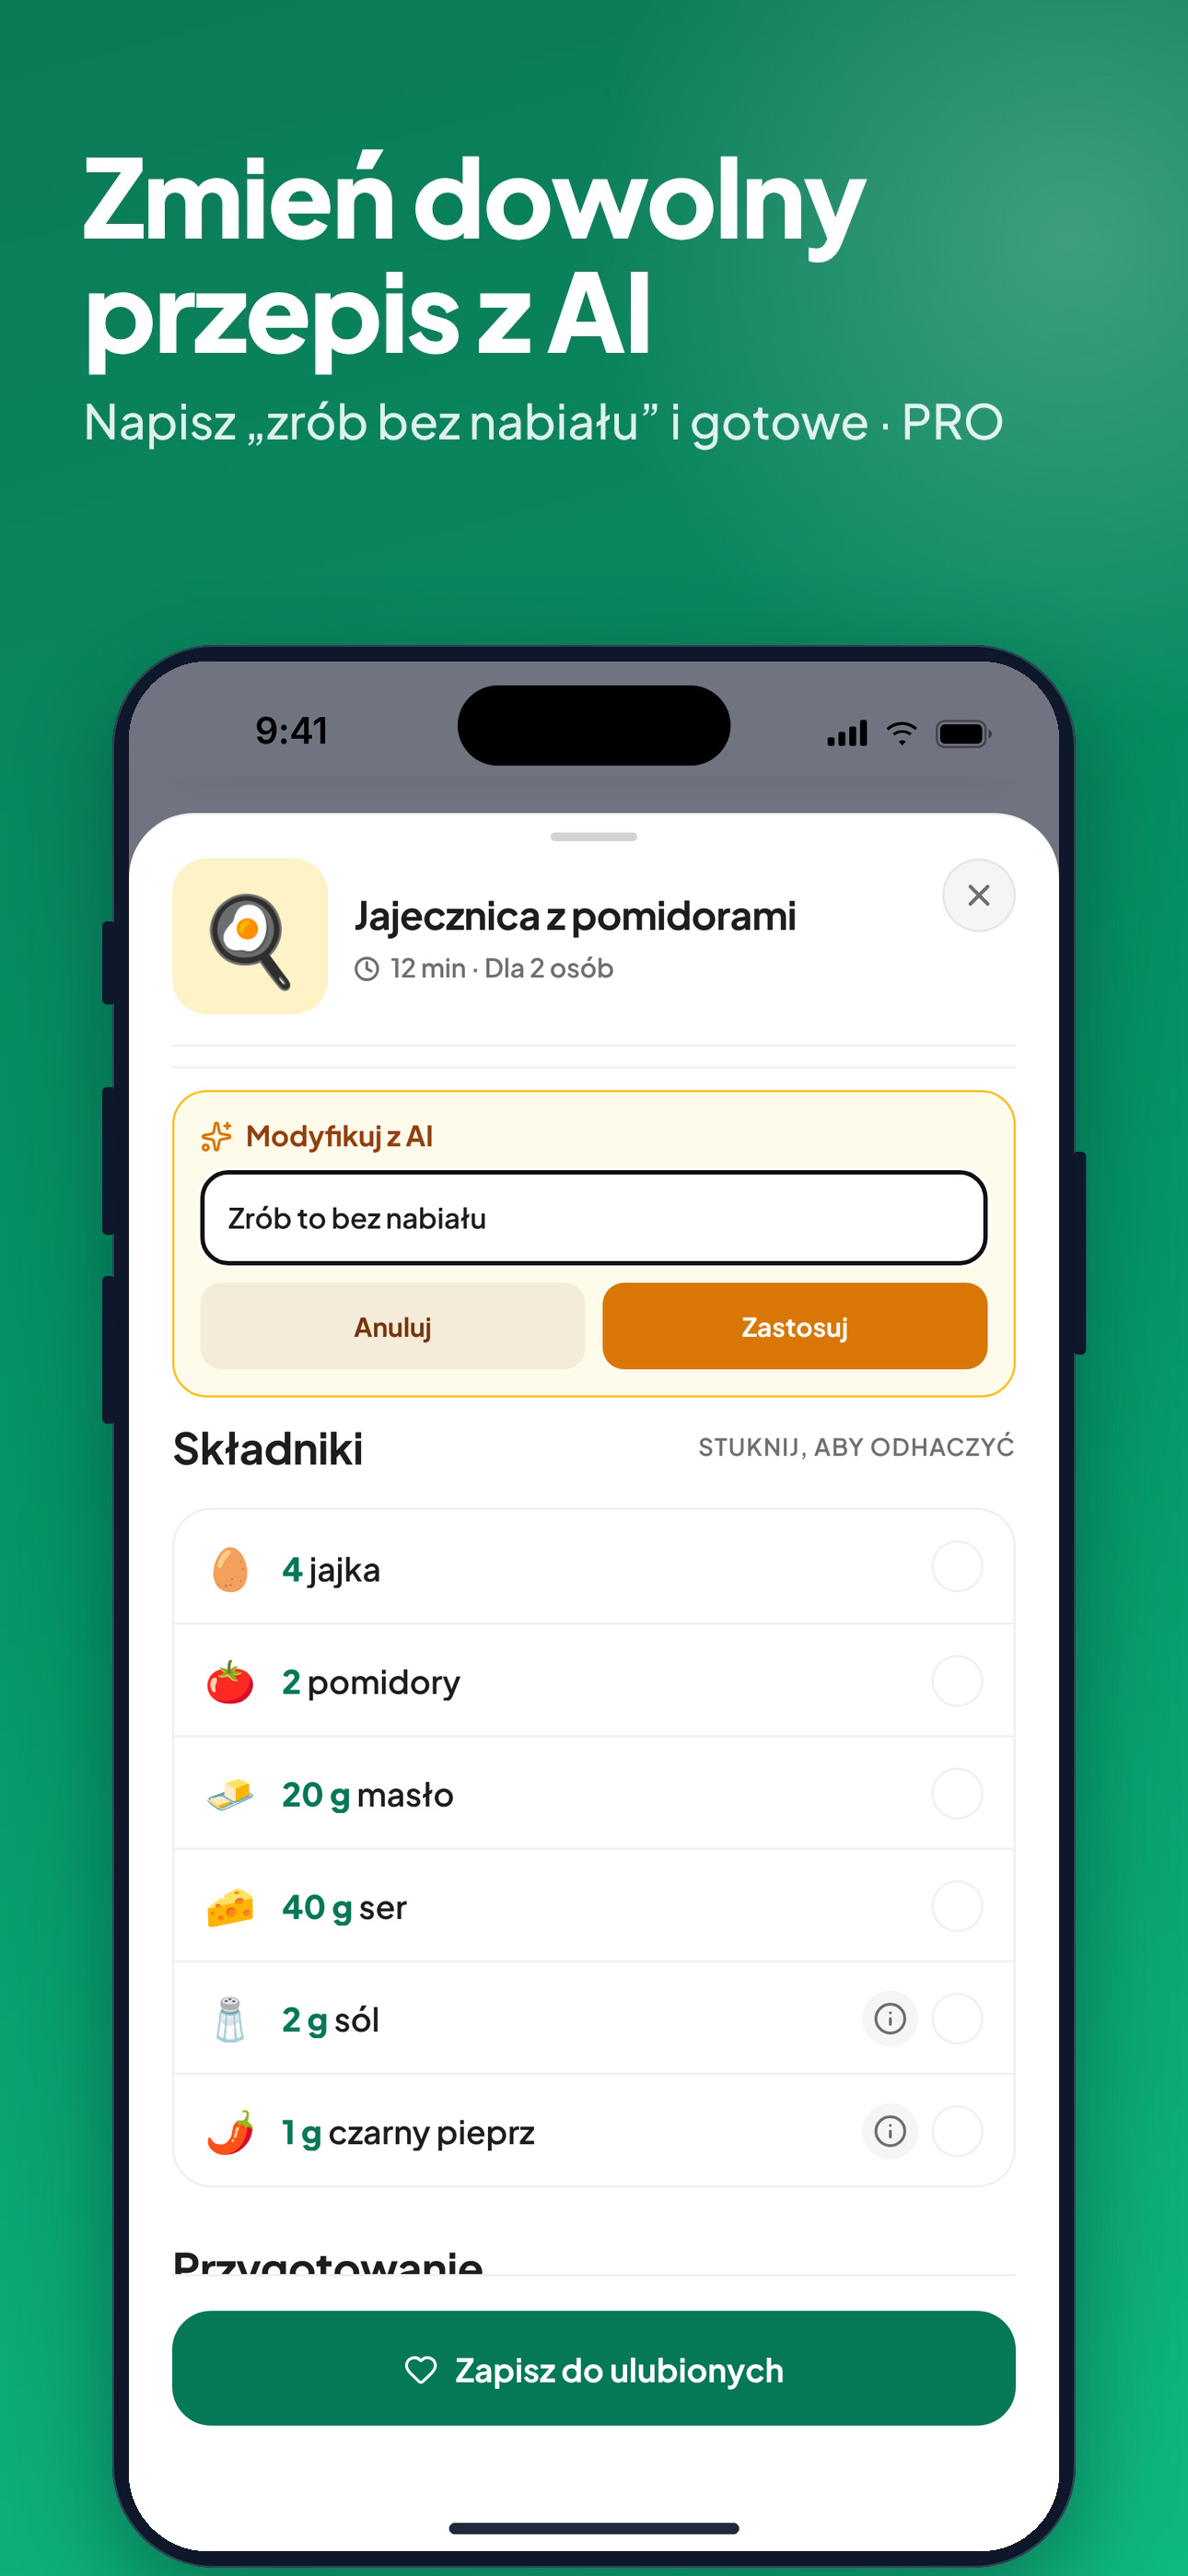 Zmień dowolny
przepis z AI
Napisz „zrób bez nabiału” i gotowe · PRO
9:41
Jajecznica z pomidorami
12 min · Dla 2 osób
Modyfikuj z AI
Zrób to bez nabiału
Anuluj
Zastosuj
Składniki
STUKNIJ, ABY ODHACZYĆ
4 jajka
2 pomidory
20 g masło
40 g ser
2 g sól
1 g czarny pieprz
Przygotowanie
Zapisz do ulubionych